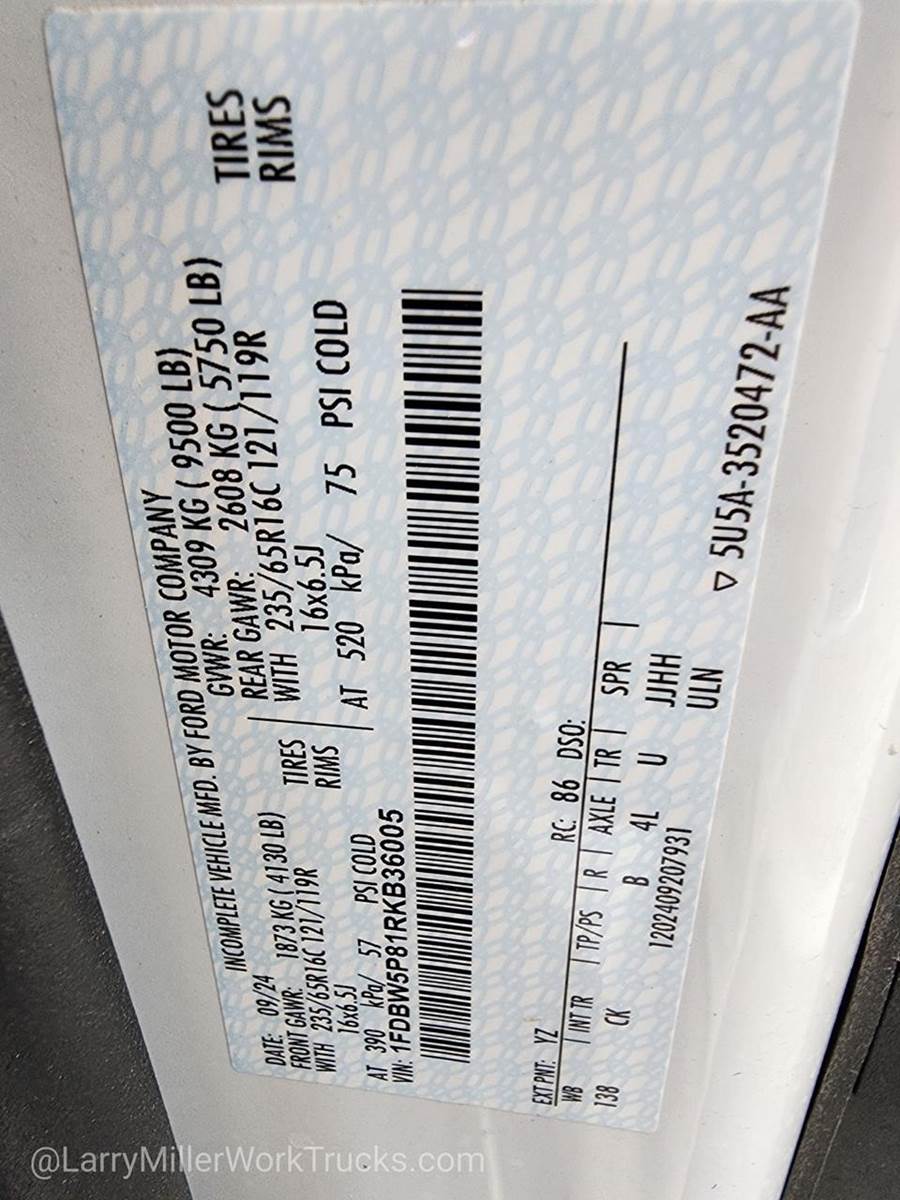 INCOMPLETE VEHICLE MFD. BY FORD MOTOR COMPANY
DATE: 09/24 GVWR: 4309 KG ( 9500 LB)
FRONT GAWR: 1873 KG ( 4130 LB) REAR GAWR: 2608 KG ( 5750 LB)
WITH 235/65R16C 121/119R TIRES WITH 235/65R16C 121/119R TIRES
16x6.5J RIMS 16x6.5J RIMS
AT 390 kPa/ 57 PSI COLD AT 520 kPa/ 75 PSI COLD
VIN: 1FDBW5P81RKB36005
EXT PNT: YZ RC: 86 DSO:
WB | INT TR | TP/PS | R | AXLE | TR | SPR |
138 CK B 4L U JJHH
1202409207931 ULN
▽ 5U5A-3520472-AA
@LarryMillerWorkTrucks.com